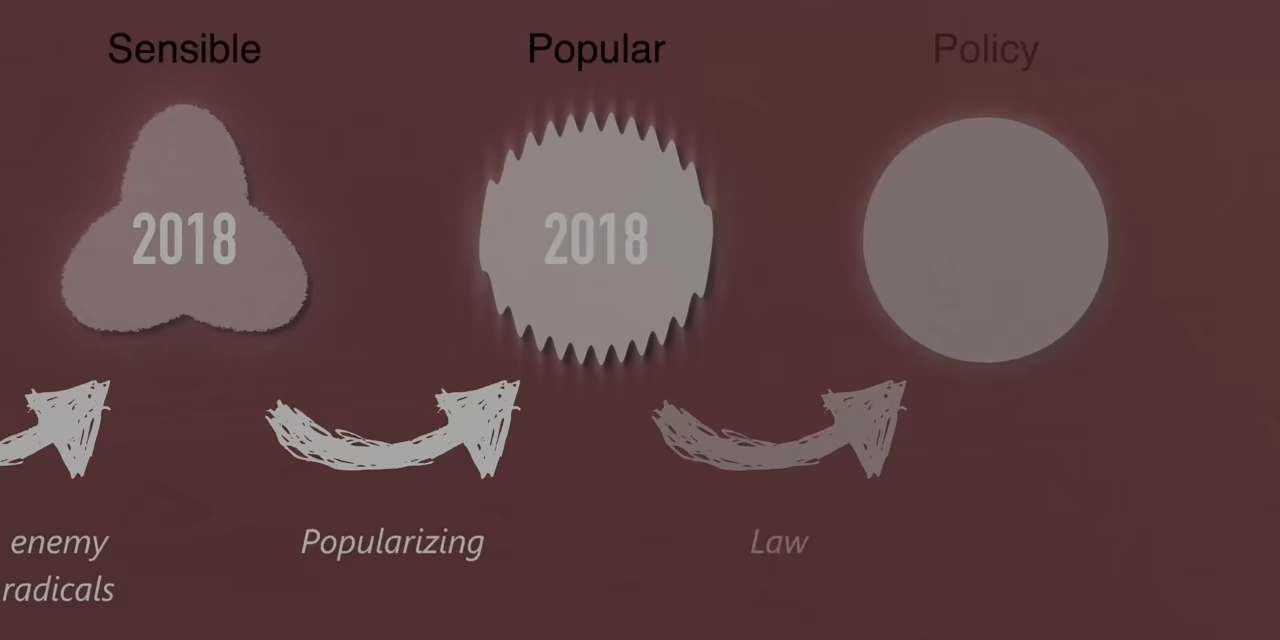 Sensible
Popular
Policy
2018
2018
enemy
radicals
Popularizing
Law